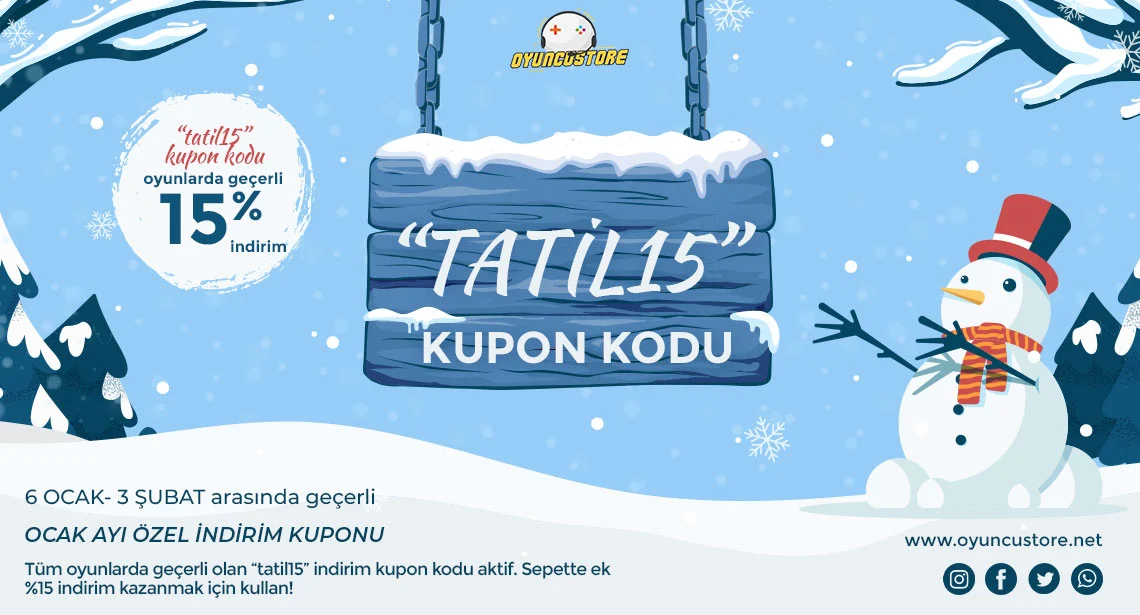 OYUNCUSTORE
“tatil15”
kupon kodu
oyunlarda geçerli
15%
indirim
“TATİL15”
KUPON KODU
6 OCAK- 3 ŞUBAT arasında geçerli
OCAK AYI ÖZEL İNDİRİM KUPONU
Tüm oyunlarda geçerli olan “tatil15” indirim kupon kodu aktif. Sepette ek
%15 indirim kazanmak için kullan!
www.oyuncustore.net